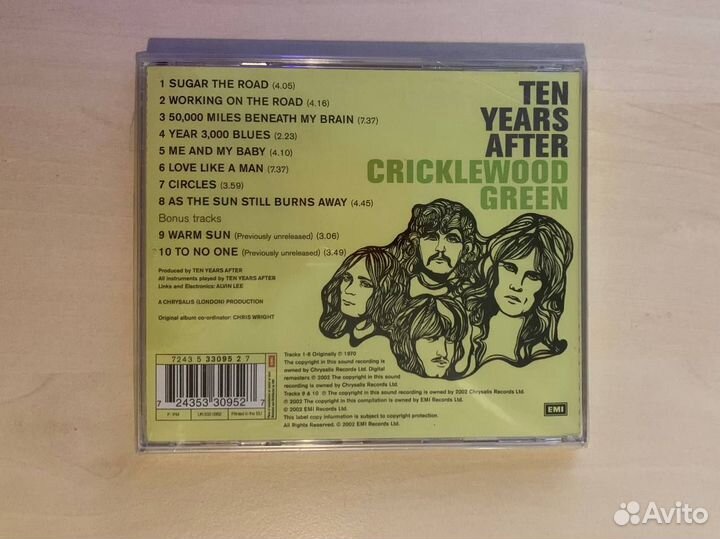 1 SUGAR THE ROAD (4.05)
2 WORKING ON THE ROAD (4.16)
3 50,000 MILES BENEATH MY BRAIN (7.37)
4 YEAR 3,000 BLUES (2.23)
5 ME AND MY BABY (4.10)
6 LOVE LIKE A MAN (7.37)
7 CIRCLES (3.59)
8 AS THE SUN STILL BURNS AWAY (4.45)
Bonus tracks
9 WARM SUN (Previously unreleased) (3.06)
10 TO NO ONE (Previously unreleased) (3.49)
Produced by TEN YEARS AFTER
All instruments played by TEN YEARS AFTER
Links and Electronics: ALVIN LEE
A CHRYSALIS (LONDON) PRODUCTION
Original album co-ordinator: CHRIS WRIGHT
TEN
YEARS
AFTER
CRICKLEWOOD
GREEN
7243 5 33095 2 7
7 24353 30952 7
Printed in the EU
EMI
Tracks 1-8 Originally ℗ 1970
The copyright in this sound recording is
owned by Chrysalis Records Ltd. Digital
remasters ℗ 2002 The copyright in this sound
recording is owned by Chrysalis Records Ltd.
Tracks 9 & 10 ℗ The copyright in this sound recording is owned by 2002 Chrysalis Records Ltd.
℗ 2002 The copyright in this compilation is owned by EMI Records Ltd.
© 2002 EMI Records Ltd.
This label copy information is subject to copyright protection.
All Rights Reserved. © 2002 EMI Records Ltd.
EMI
Avito